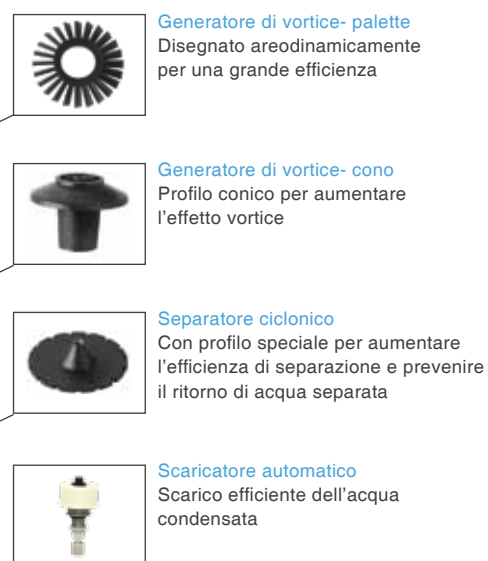 Generatore di vortice- palette
Disegnato areodinamicamente
per una grande efficienza
Generatore di vortice- cono
Profilo conico per aumentare
l'effetto vortice
Separatore ciclonico
Con profilo speciale per aumentare
l'efficienza di separazione e prevenire
il ritorno di acqua separata
Scaricatore automatico
Scarico efficiente dell'acqua
condensata